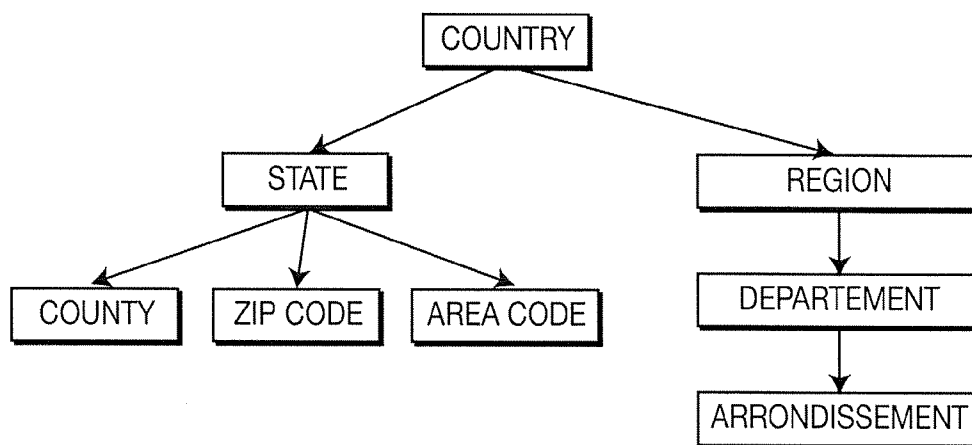 COUNTRY
STATE
REGION
COUNTY
ZIP CODE
AREA CODE
DEPARTEMENT
ARRONDISSEMENT